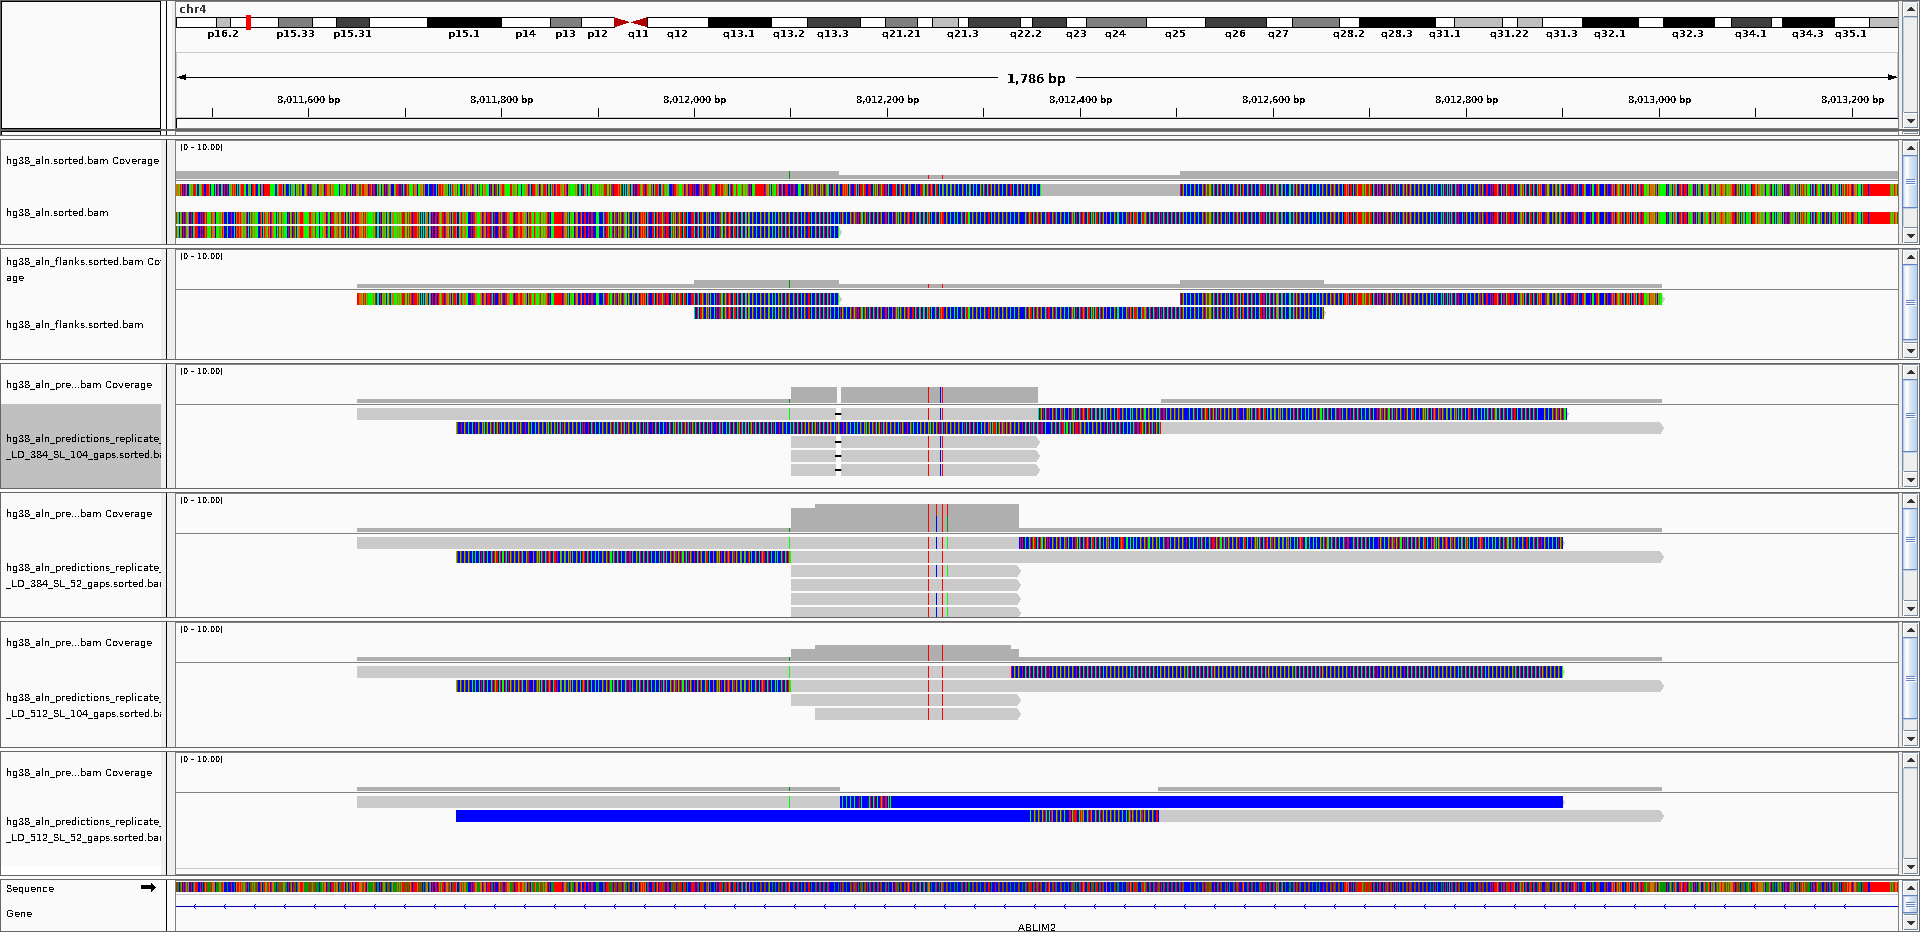 chr4
p16.2 p15.33 p15.31 p15.1 p14 p13 p12 q11 q12 q13.1 q13.2 q13.3 q21.21 q21.3 q22.2 q23 q24 q25 q26 q27 q28.2 q28.3 q31.1 q31.22 q31.3 q32.1 q32.3 q34.1 q34.3 q35.1
1,786 bp
8,011,600 bp 8,011,800 bp 8,012,000 bp 8,012,200 bp 8,012,400 bp 8,012,600 bp 8,012,800 bp 8,013,000 bp 8,013,200 bp
[0 - 10.00]
hg38_aln.sorted.bam Coverage
hg38_aln.sorted.bam
[0 - 10.00]
hg38_aln_flanks.sorted.bam Cov
age
hg38_aln_flanks.sorted.bam
[0 - 10.00]
hg38_aln_pre...bam Coverage
hg38_aln_predictions_replicate_
_LD_384_SL_104_gaps.sorted.ba
[0 - 10.00]
hg38_aln_pre...bam Coverage
hg38_aln_predictions_replicate_
_LD_384_SL_52_gaps.sorted.bam
[0 - 10.00]
hg38_aln_pre...bam Coverage
hg38_aln_predictions_replicate_
_LD_512_SL_104_gaps.sorted.ba
[0 - 10.00]
hg38_aln_pre...bam Coverage
hg38_aln_predictions_replicate_
_LD_512_SL_52_gaps.sorted.bam
Sequence
Gene
ABLIM2